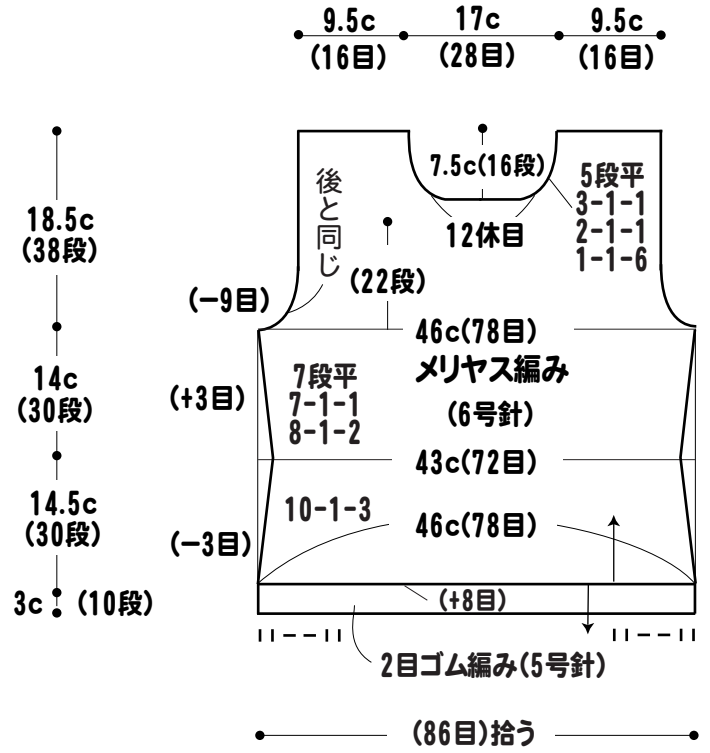 9.5c
(16目)
17c
(28目)
9.5c
(16目)
7.5c(16段)
5段平
3-1-1
2-1-1
1-1-6
後と同じ
12休目
18.5c
(38段)
(22段)
(−9目)
46c(78目)
メリヤス編み
(6号針)
14c
(30段)
(+3目)
7段平
7-1-1
8-1-2
43c(72目)
14.5c
(30段)
10-1-3
46c(78目)
(−3目)
3c
(10段)
(+8目)
2目ゴム編み(5号針)
(86目)拾う